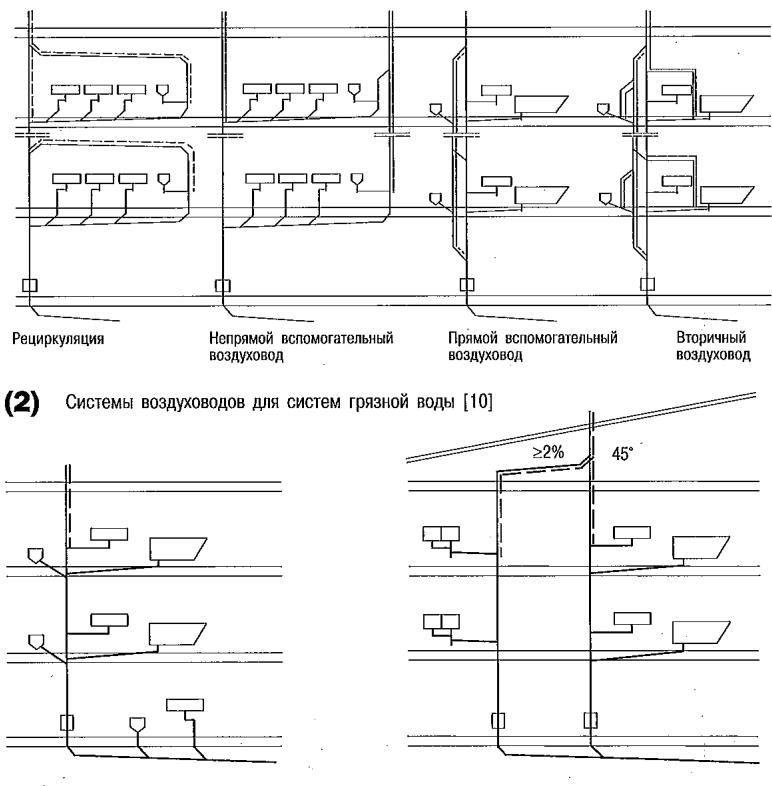 Рециркуляция
Непрямой вспомогательный
воздуховод
Прямой вспомогательный
воздуховод
Вторичный
воздуховод
(2) Системы воздуховодов для систем грязной воды [10]
≥2% 45°